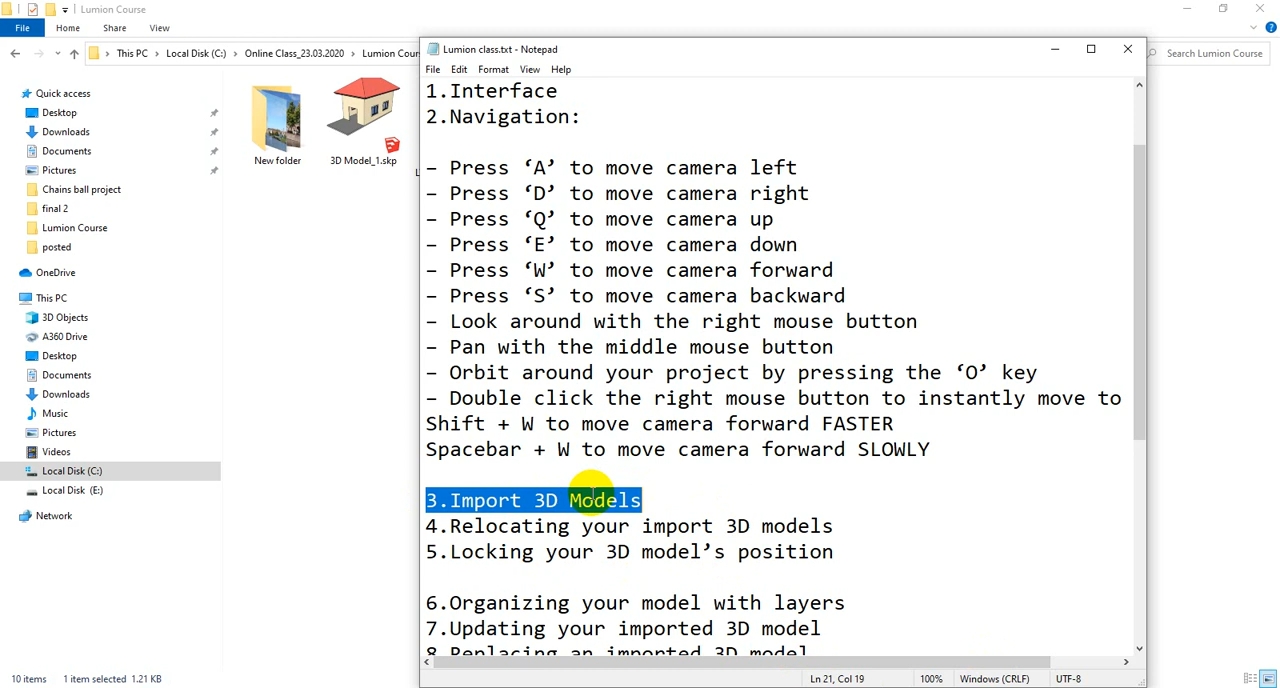 Lumion Course
File
Home
Share
View
This PC
Local Disk (C:)
Online Class_23.03.2020
Search Lumion Course
Quick access
Desktop
Downloads
Documents
Pictures
Chains ball project
final 2
Lumion Course
posted
OneDrive
This PC
3D Objects
A360 Drive
Desktop
Documents
Downloads
Music
Pictures
Videos
Local Disk (C:)
Local Disk (E:)
Network
New folder
3D Model_1.skp
10 items
1 item selected 1.21 KB
Lumion class.txt - Notepad
File Edit Format View Help
1.Interface
2.Navigation:
– Press ‘A’ to move camera left
– Press ‘D’ to move camera right
– Press ‘Q’ to move camera up
– Press ‘E’ to move camera down
– Press ‘W’ to move camera forward
– Press ‘S’ to move camera backward
– Look around with the right mouse button
– Pan with the middle mouse button
– Orbit around your project by pressing the ‘O’ key
– Double click the right mouse button to instantly move to
Shift + W to move camera forward FASTER
Spacebar + W to move camera forward SLOWLY
3.Import 3D Models
4.Relocating your import 3D models
5.Locking your 3D model’s position
6.Organizing your model with layers
7.Updating your imported 3D model
8.Replacing an imported 3D model
Ln 21, Col 19
100%
Windows (CRLF)
UTF-8